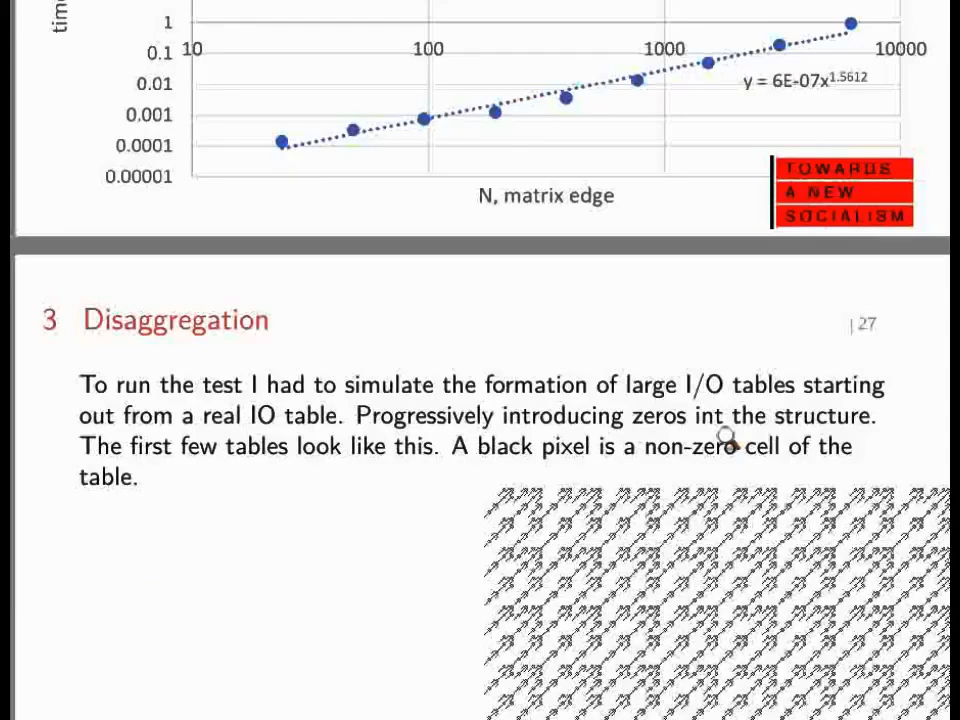 time
1
0.1
10
100
1000
10000
0.01
y = 6E-07x^1.5612
0.001
0.0001
0.00001
N, matrix edge
TOWARDS
A NEW
SOCIALISM
3 Disaggregation
| 27
To run the test I had to simulate the formation of large I/O tables starting
out from a real IO table. Progressively introducing zeros int the structure.
The first few tables look like this. A black pixel is a non-zero cell of the
table.